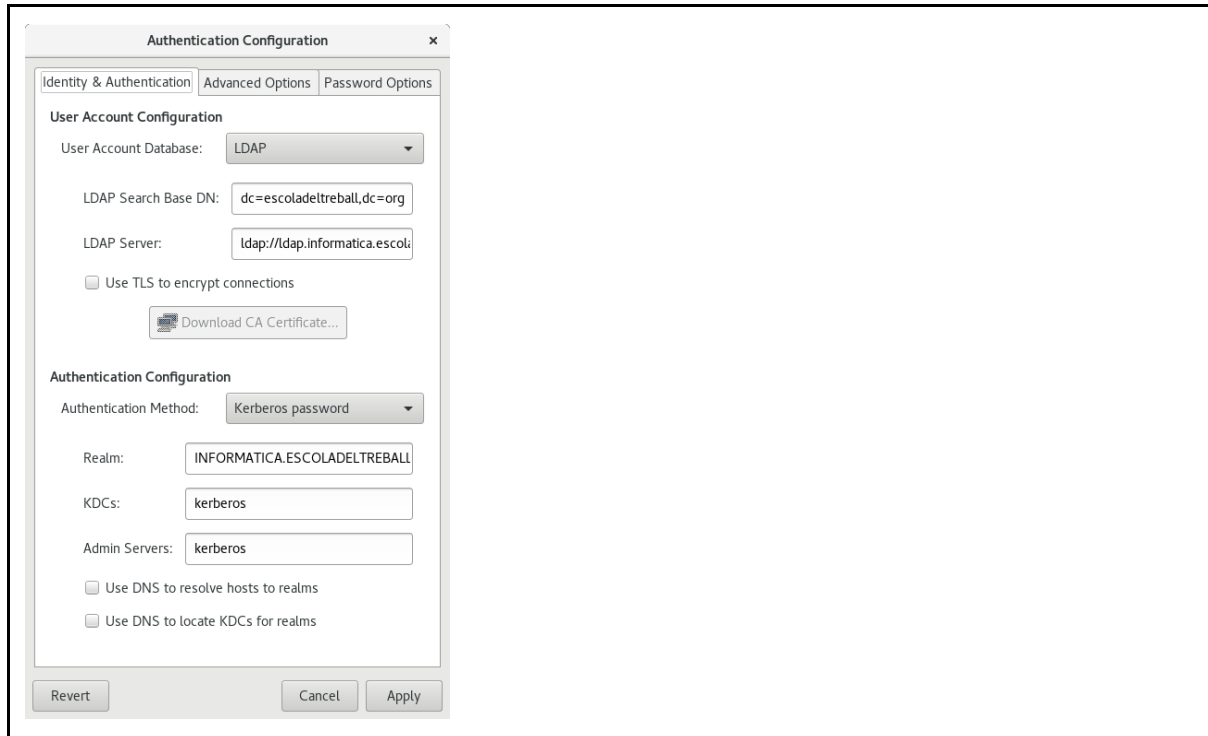 Authentication Configuration ×
Identity & Authentication Advanced Options Password Options
User Account Configuration
User Account Database: LDAP
LDAP Search Base DN: dc=escoladeltreball,dc=org
LDAP Server: ldap://ldap.informatica.escola
Use TLS to encrypt connections
Download CA Certificate...
Authentication Configuration
Authentication Method: Kerberos password
Realm: INFORMATICA.ESCOLADELTREBALL
KDCs: kerberos
Admin Servers: kerberos
Use DNS to resolve hosts to realms
Use DNS to locate KDCs for realms
Revert Cancel Apply